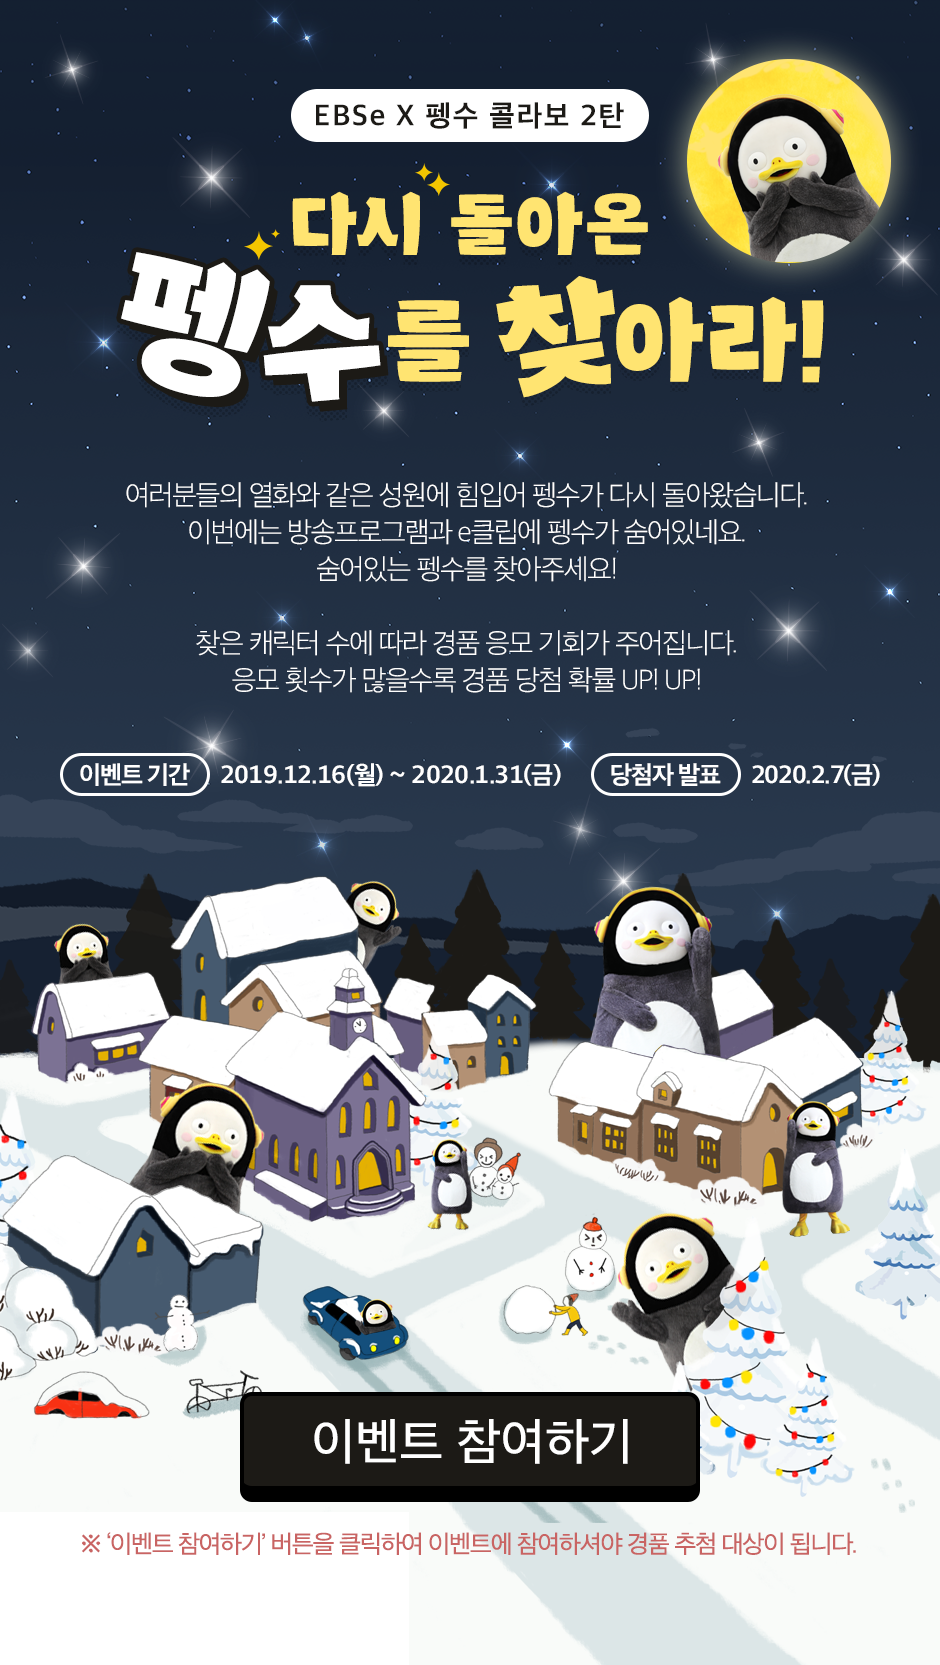 EBSe X 펭수 콜라보 2탄
다시 돌아온
펭수를 찾아라!
여러분들의 열화와 같은 성원에 힘입어 펭수가 다시 돌아왔습니다.
이번에는 방송프로그램과 e클립에 펭수가 숨어있네요.
숨어있는 펭수를 찾아주세요!
찾은 캐릭터 수에 따라 경품 응모 기회가 주어집니다.
응모 횟수가 많을수록 경품 당첨 확률 UP! UP!
이벤트 기간 2019.12.16(월) ~ 2020.1.31(금) 당첨자 발표 2020.2.7(금)
이벤트 참여하기
※ ‘이벤트 참여하기’ 버튼을 클릭하여 이벤트에 참여하셔야 경품 추첨 대상이 됩니다.